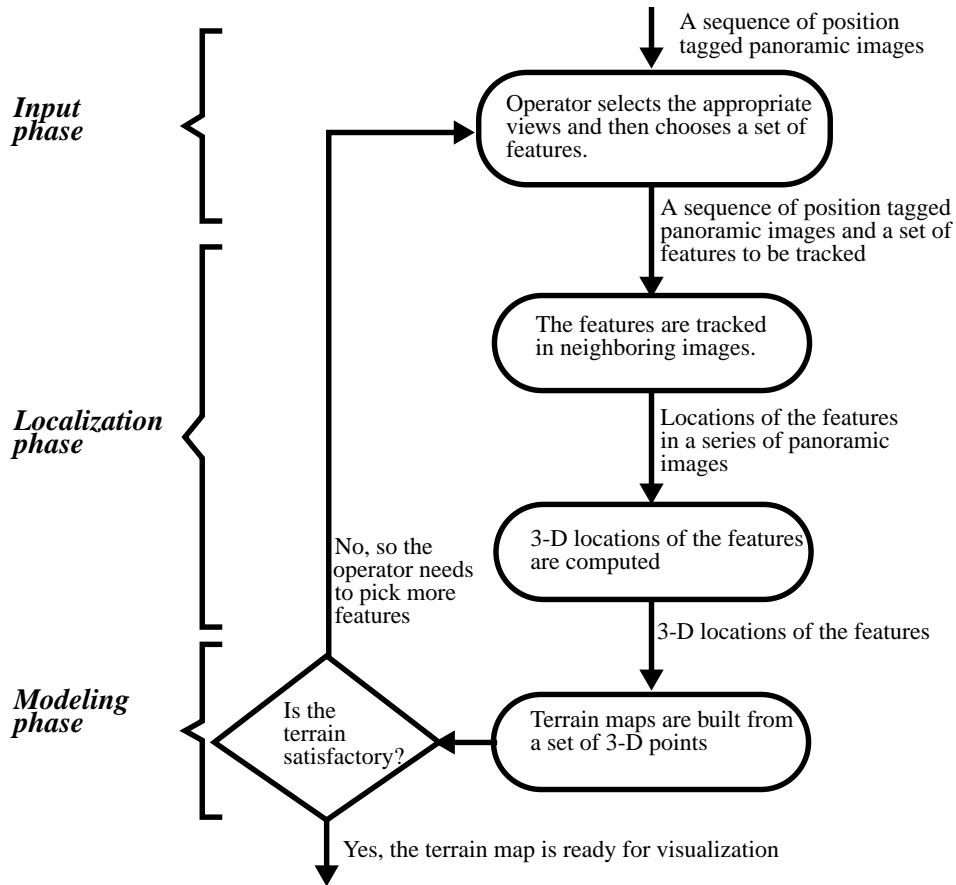 A sequence of position
tagged panoramic images
Input
phase
Operator selects the appropriate
views and then chooses a set of
features.
A sequence of position tagged
panoramic images and a set of
features to be tracked
The features are tracked
in neighboring images.
Localization
phase
Locations of the features
in a series of panoramic
images
3-D locations of the features
are computed
No, so the
operator needs
to pick more
features
3-D locations of the features
Modeling
phase
Is the
terrain
satisfactory?
Terrain maps are built from
a set of 3-D points
Yes, the terrain map is ready for visualization